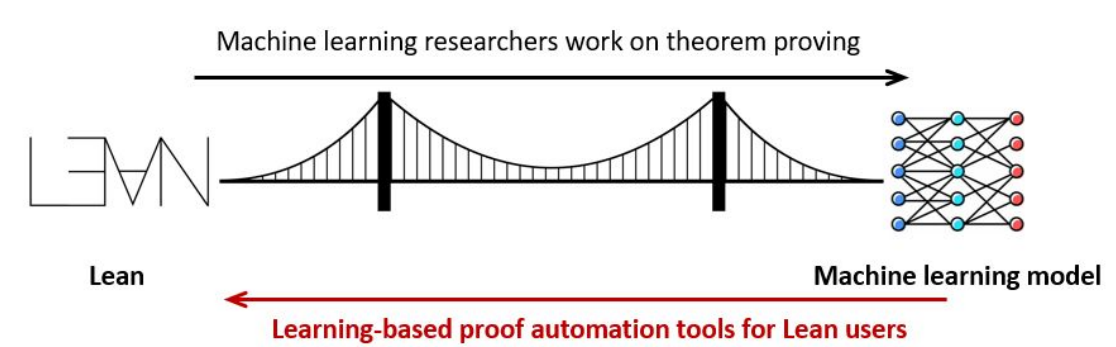 Machine learning researchers work on theorem proving
L∃∀N
Lean
Machine learning model
Learning-based proof automation tools for Lean users